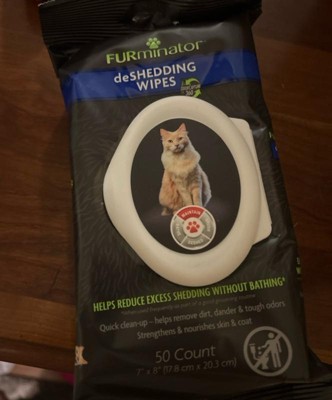 FURminator
deSHEDDING
WIPES
HELPS REDUCE EXCESS SHEDDING WITHOUT BATHING*
Quick clean-up – helps remove dirt, dander & tough odors
Strengthens & nourishes skin & coat
50 Count
7" x 8" (17.8 cm x 20.3 cm)